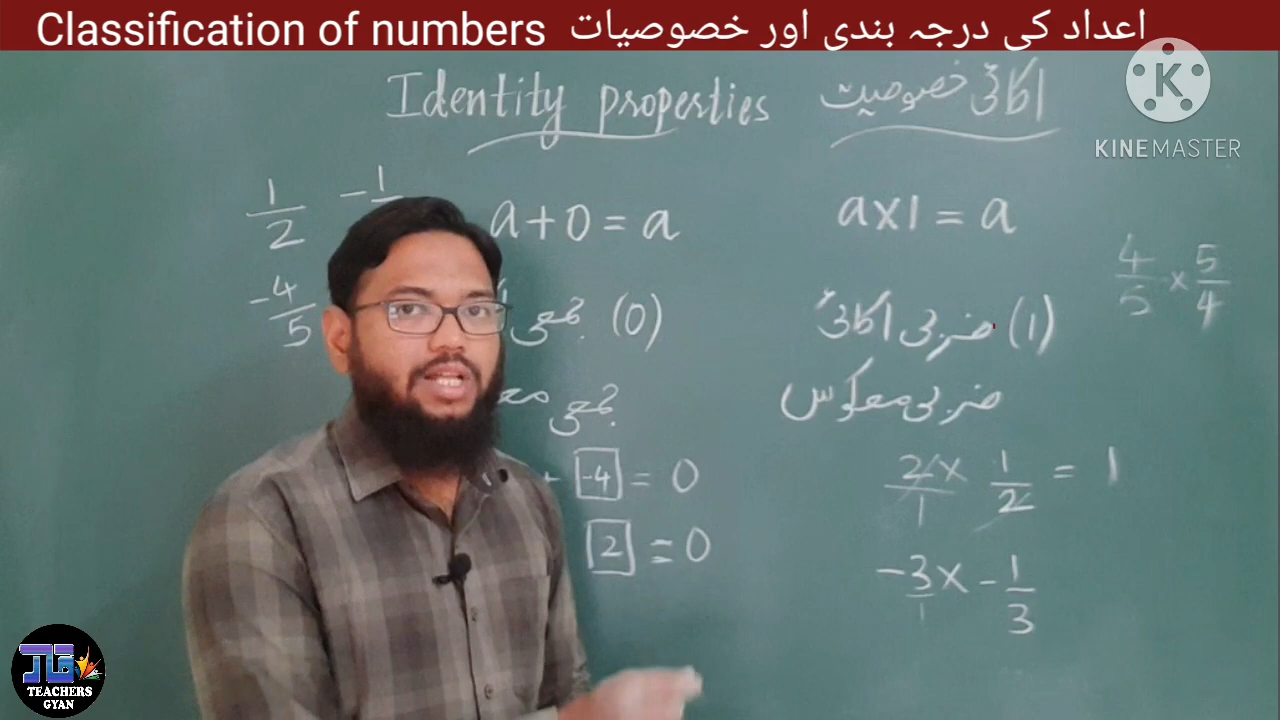 Classification of numbers اعداد کی درجہ بندی اور خصوصیات
K
KINEMASTER
Identity properties اکائی خصوصیت
1/2 -1
a+0=a
a×1=a
-4/5
4/5 × 5/4
جمعی (0)
ضربی اکائی (1)
جمعی
ضربی معکوس
+ -4 = 0
2/1 × 1/2 = 1
2 = 0
-3/1 × -1/3
TEACHERS
GYAN